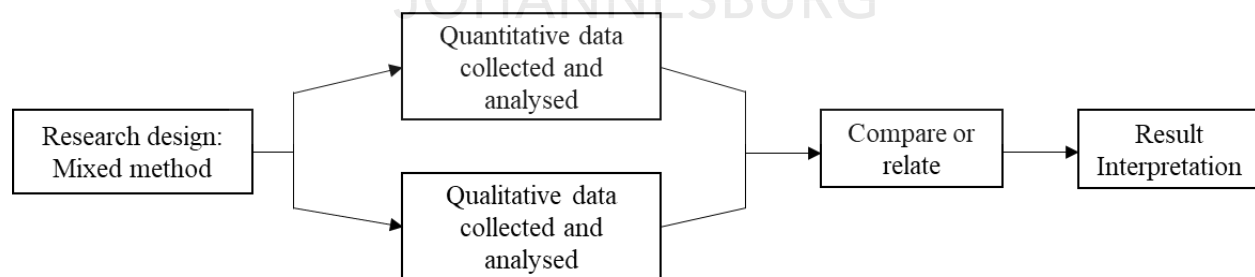 JOHANNESBURG
Quantitative data
collected and
analysed
Research design:
Mixed method
Compare or
relate
Result
Interpretation
Qualitative data
collected and
analysed